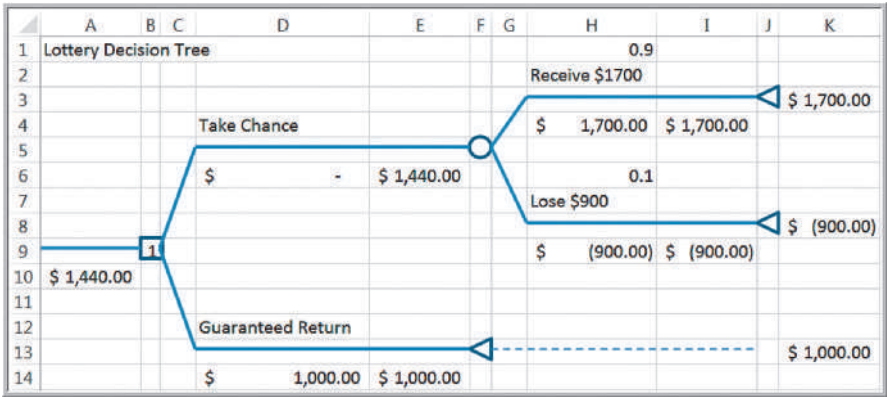 A B C D E F G H I J K
1 Lottery Decision Tree 0.9
2 Receive $1700
3 $ 1,700.00
4 Take Chance $ 1,700.00 $ 1,700.00
5
6 $ - $ 1,440.00 0.1
7 Lose $900
8 $ (900.00)
9 1 $ (900.00) $ (900.00)
10 $ 1,440.00
11
12 Guaranteed Return
13 $ 1,000.00
14 $ 1,000.00 $ 1,000.00